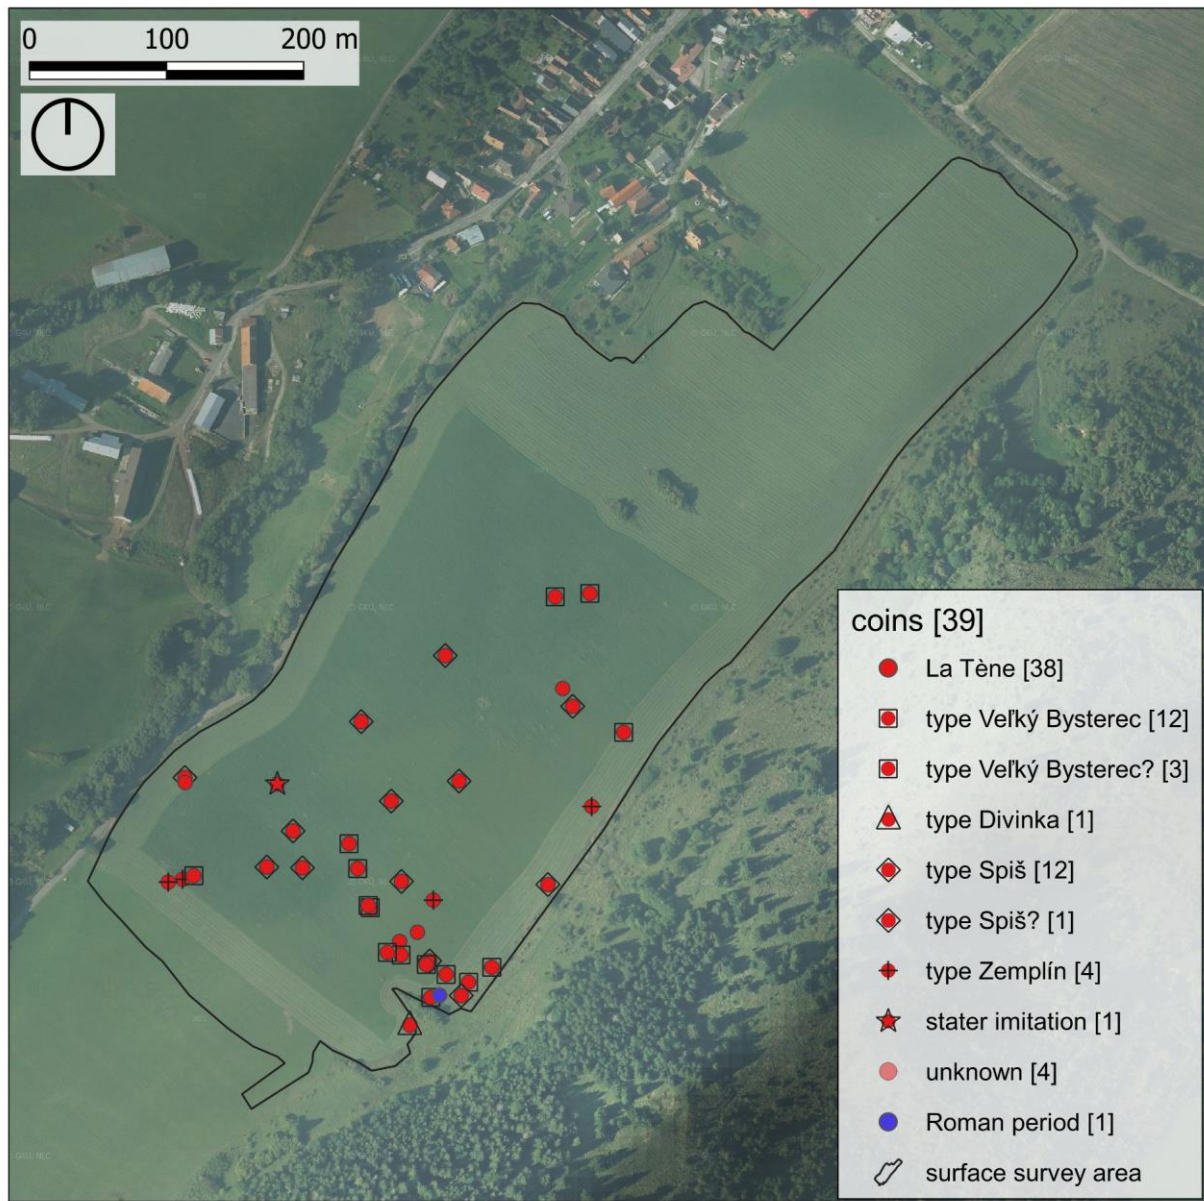 0 100 200 m
coins [39]
La Tène [38]
type Veľký Bysterec [12]
type Veľký Bysterec? [3]
type Divinka [1]
type Spiš [12]
type Spiš? [1]
type Zemplín [4]
stater imitation [1]
unknown [4]
Roman period [1]
surface survey area